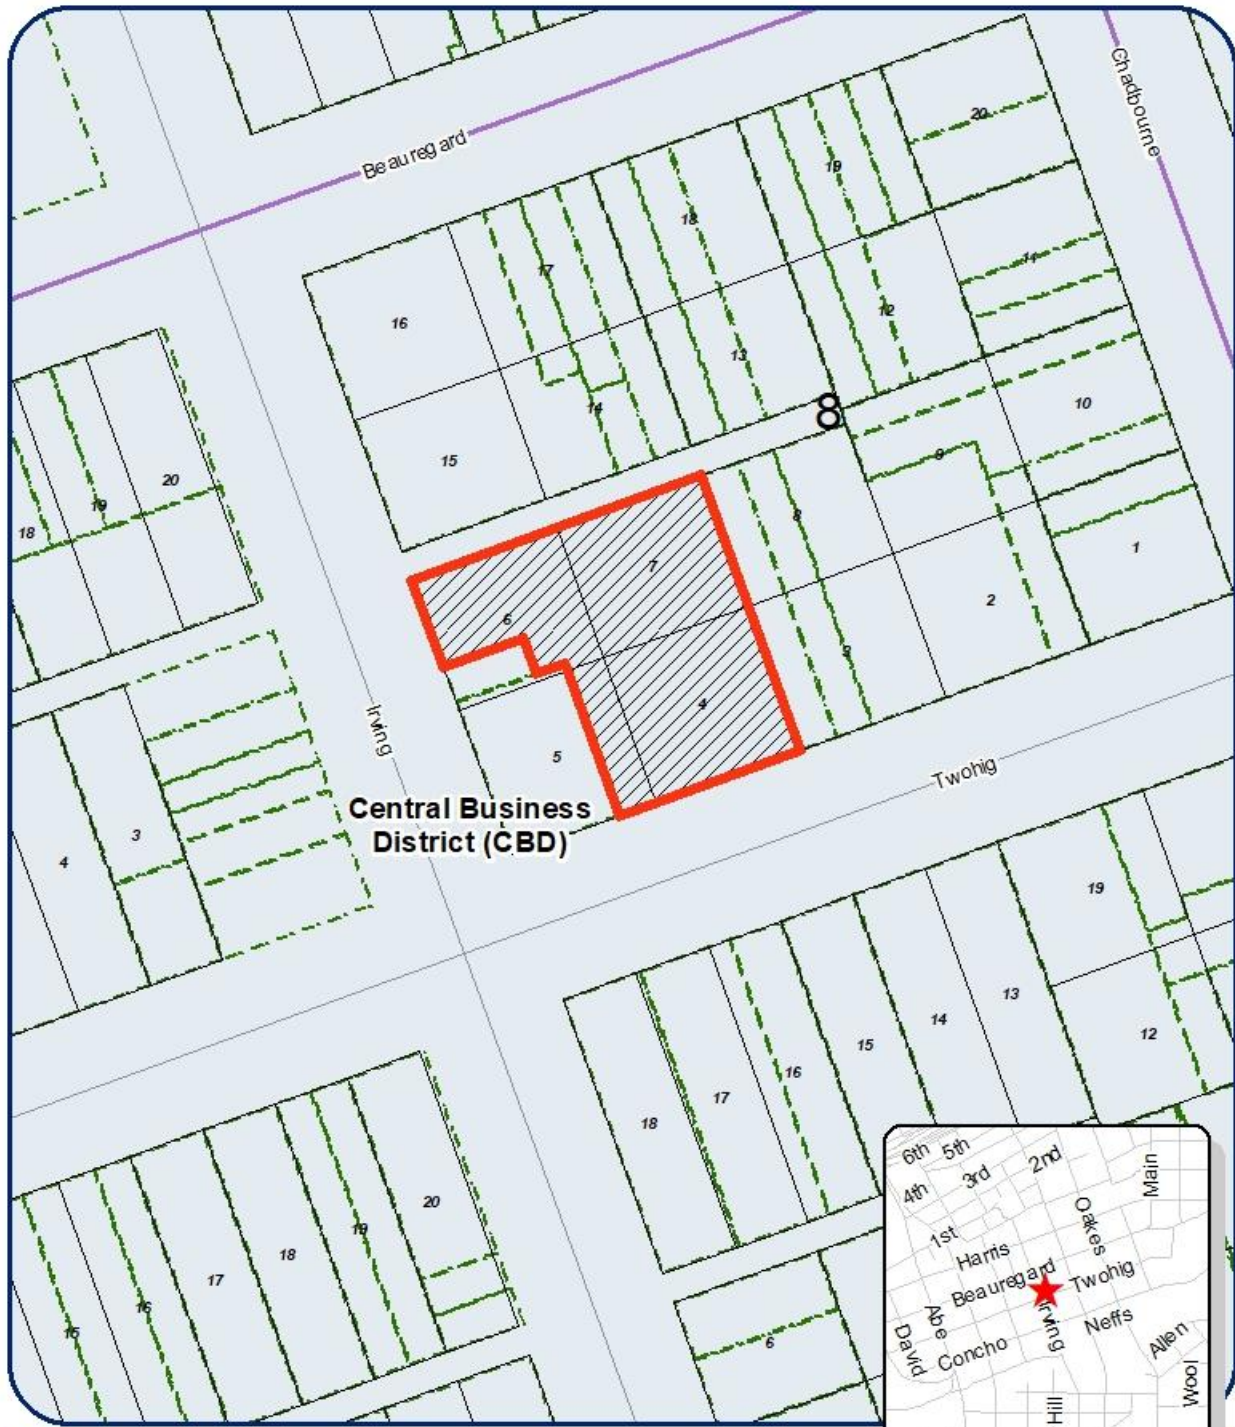 Beauregard
Chadbourne
20
19
18
17
16
11
12
13
14
15
8
10
9
20
19
18
8
7
6
1
2
3
4
5
Irving
Twohig
Central Business
District (CBD)
3
4
19
13
14
12
15
16
17
18
20
19
18
17
16
15
6
6th
5th
4th
3rd
2nd
Main
1st
Oakes
Harris
Beauregard
Twohig
Abe
Irving
Neffs
David
Concho
Allen
Hill
Wool